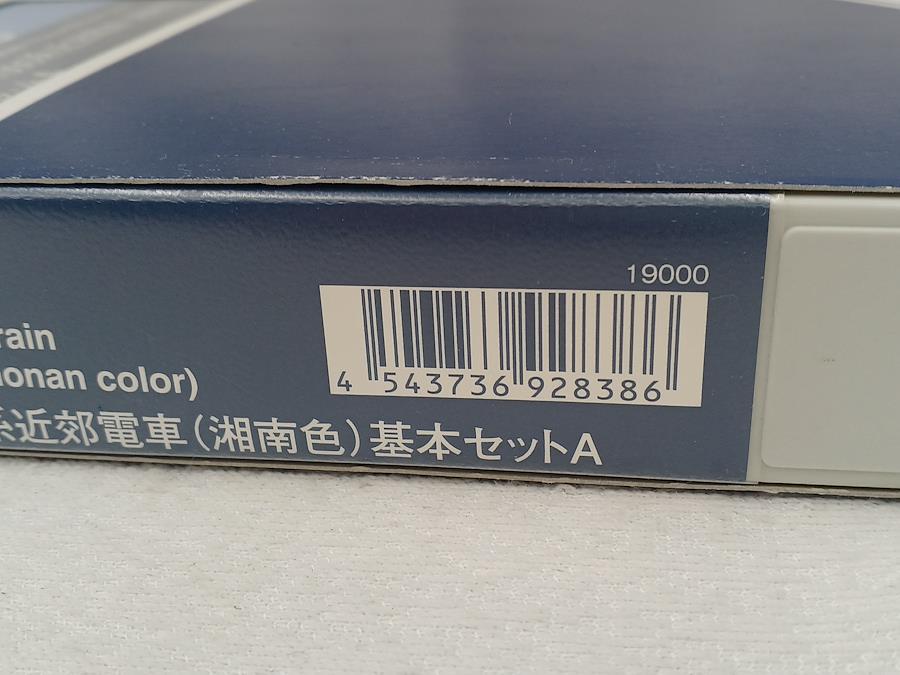 19000
4 543736 928386
rain
onan color)
系近郊電車(湘南色)基本セットA